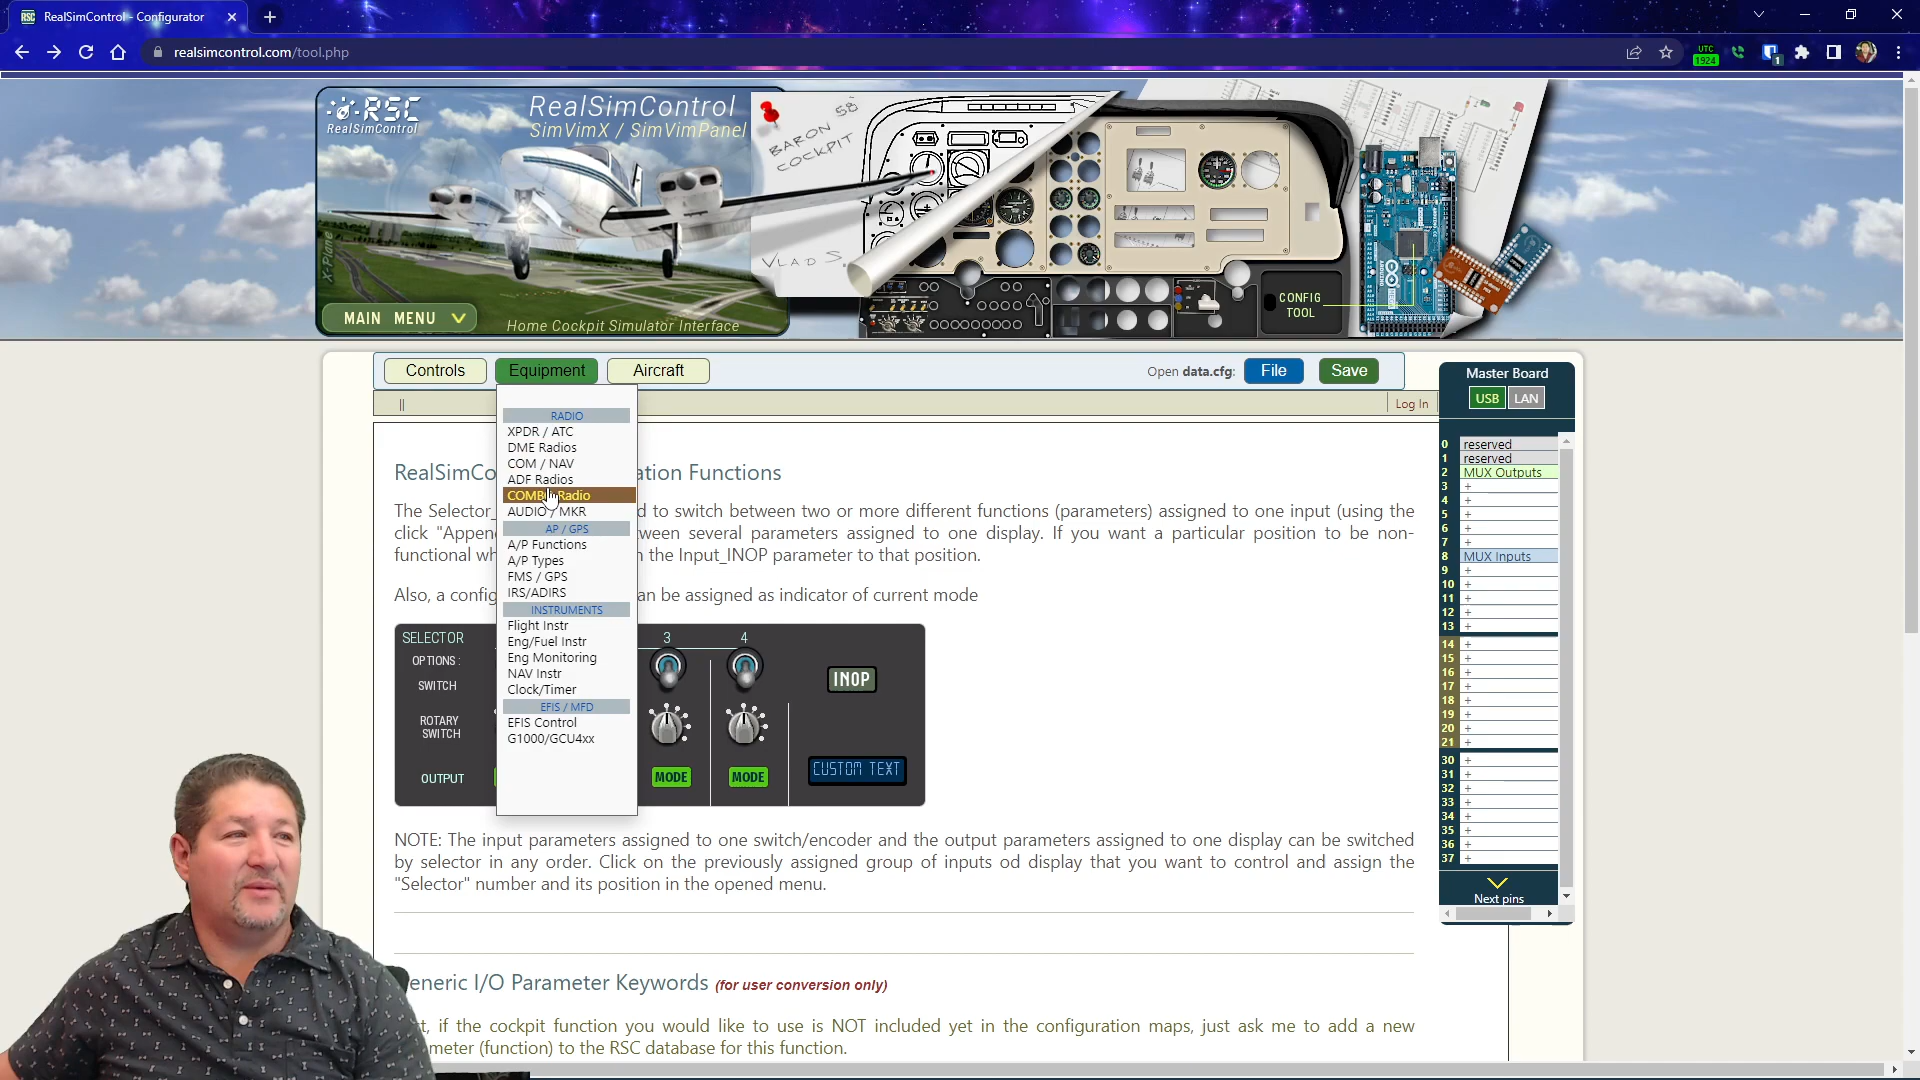 RealSimControl - Configurator
realsimcontrol.com/tool.php
UTC
1924
1
RSC
RealSimControl
RealSimControl
SimVimX / SimVimPanel
BARON 58
COCKPIT
VLAD S.
X-Plane
MAIN MENU
Home Cockpit Simulator Interface
CONFIG
TOOL
Controls
Equipment
Aircraft
Open data.cfg:
File
Save
||
Log In
RADIO
XPDR / ATC
DME Radios
COM / NAV
ADF Radios
COMBO Radio
AUDIO / MKR
AP / GPS
A/P Functions
A/P Types
FMS / GPS
IRS/ADIRS
INSTRUMENTS
Flight Instr
Eng/Fuel Instr
Eng Monitoring
NAV Instr
Clock/Timer
EFIS / MFD
EFIS Control
G1000/GCU4xx
RealSimCo ation Functions
The Selector_ d to switch between two or more different functions (parameters) assigned to one input (using the
click "Appen ween several parameters assigned to one display. If you want a particular position to be non-
functional wh n the Input_INOP parameter to that position.
Also, a config an be assigned as indicator of current mode
SELECTOR
3
4
OPTIONS :
SWITCH
INOP
ROTARY
SWITCH
OUTPUT
MODE
MODE
CUSTOM TEXT
NOTE: The input parameters assigned to one switch/encoder and the output parameters assigned to one display can be switched
by selector in any order. Click on the previously assigned group of inputs od display that you want to control and assign the
"Selector" number and its position in the opened menu.
eneric I/O Parameter Keywords (for user conversion only)
t, if the cockpit function you would like to use is NOT included yet in the configuration maps, just ask me to add a new
meter (function) to the RSC database for this function.
Master Board
USB
LAN
0 reserved
1 reserved
2 MUX Outputs
3 +
4 +
5 +
6 +
7 +
8 MUX Inputs
9 +
10 +
11 +
12 +
13 +
14 +
15 +
16 +
17 +
18 +
19 +
20 +
21 +
30 +
31 +
32 +
33 +
34 +
35 +
36 +
37 +
Next pins